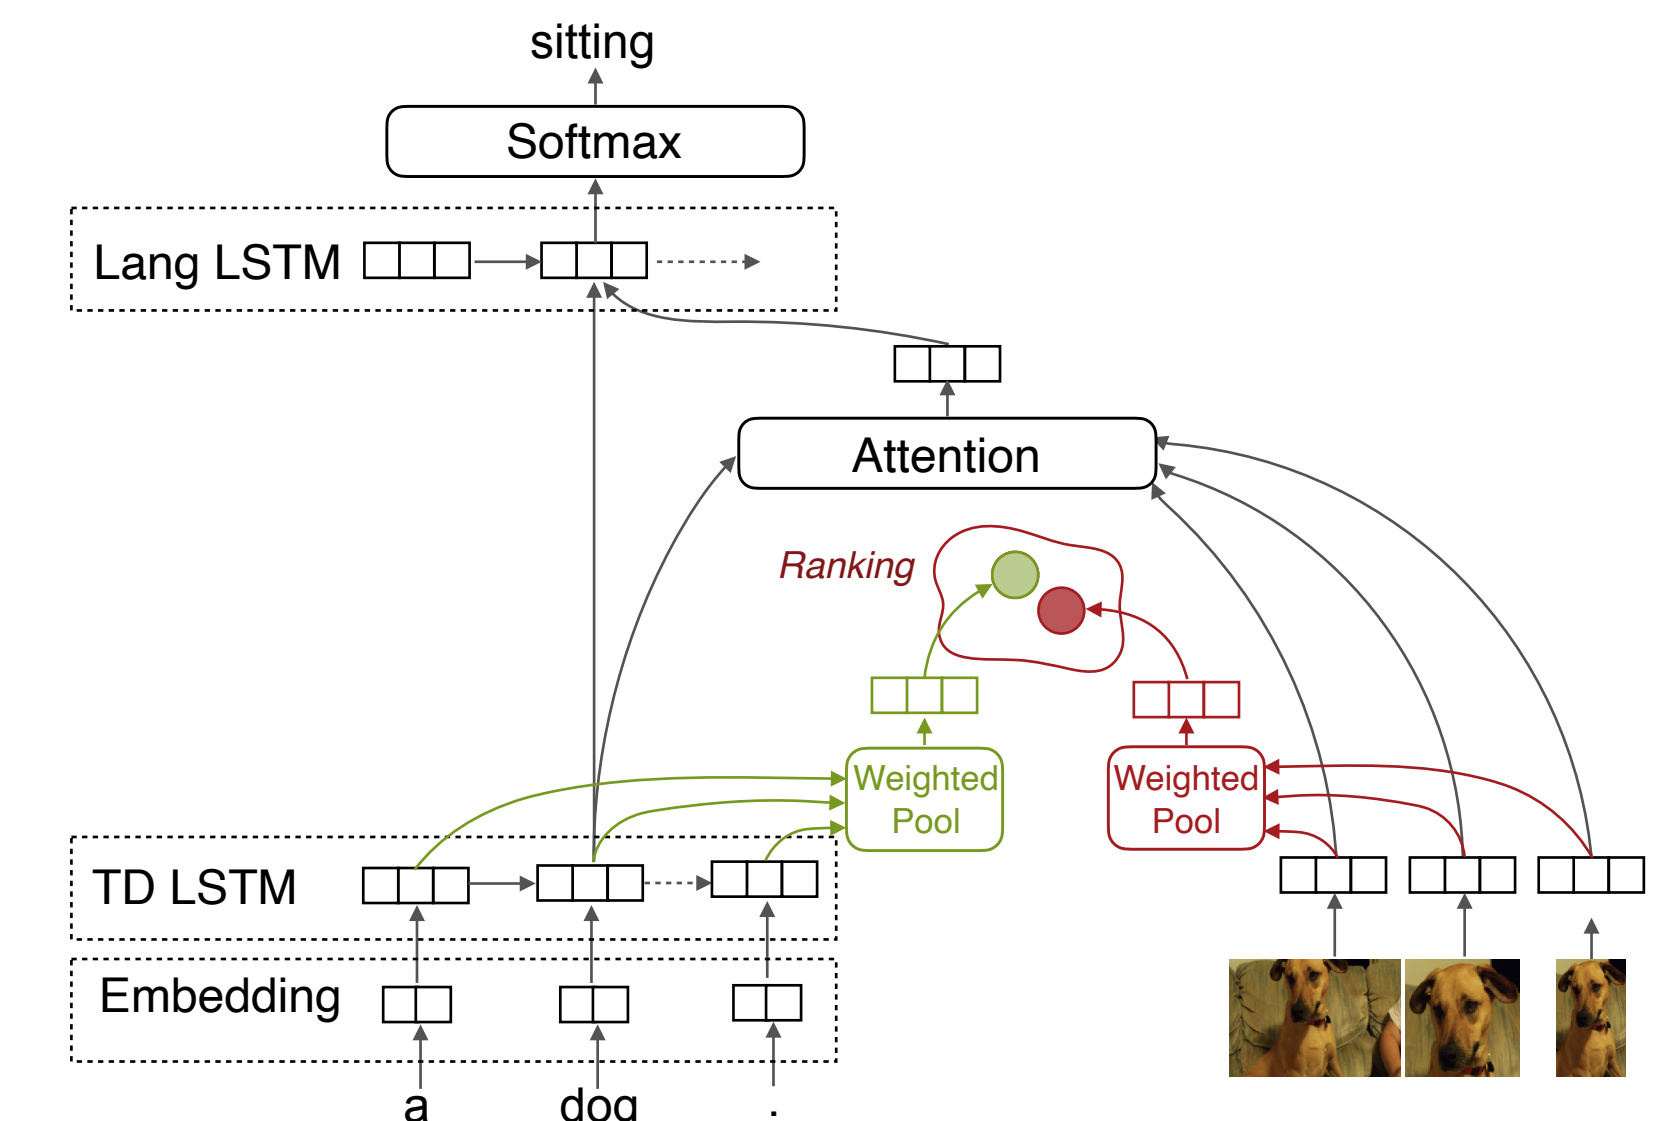 sitting
Softmax
Lang LSTM
Attention
Ranking
Weighted
Pool
Weighted
Pool
TD LSTM
Embedding
a
dog
.